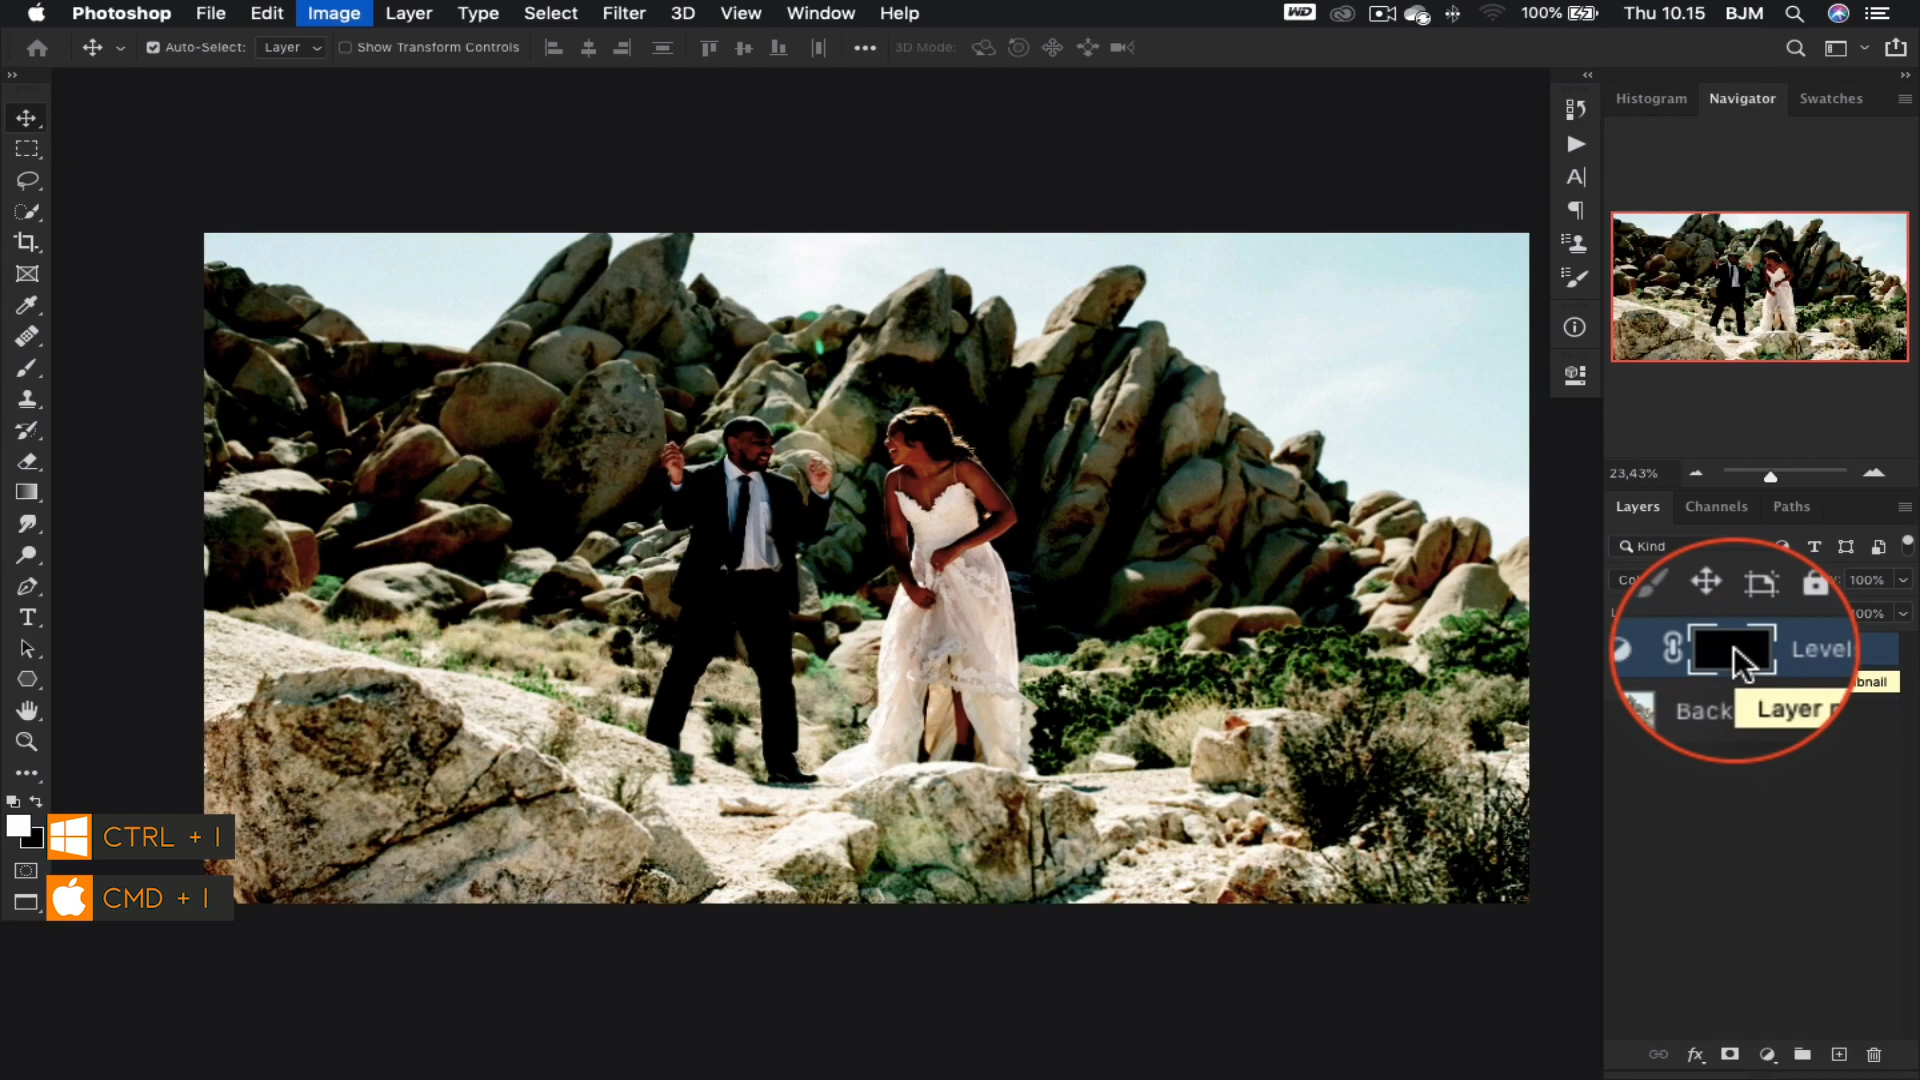 Photoshop File Edit Image Layer Type Select Filter 3D View Window Help WD 100% Thu 10.15 BJM
Auto-Select: Layer Show Transform Controls 3D Mode:
Histogram Navigator Swatches
23,43%
Layers Channels Paths
Kind
100%
100%
Level
Back
Layer
bnail
CTRL + I
CMD + I